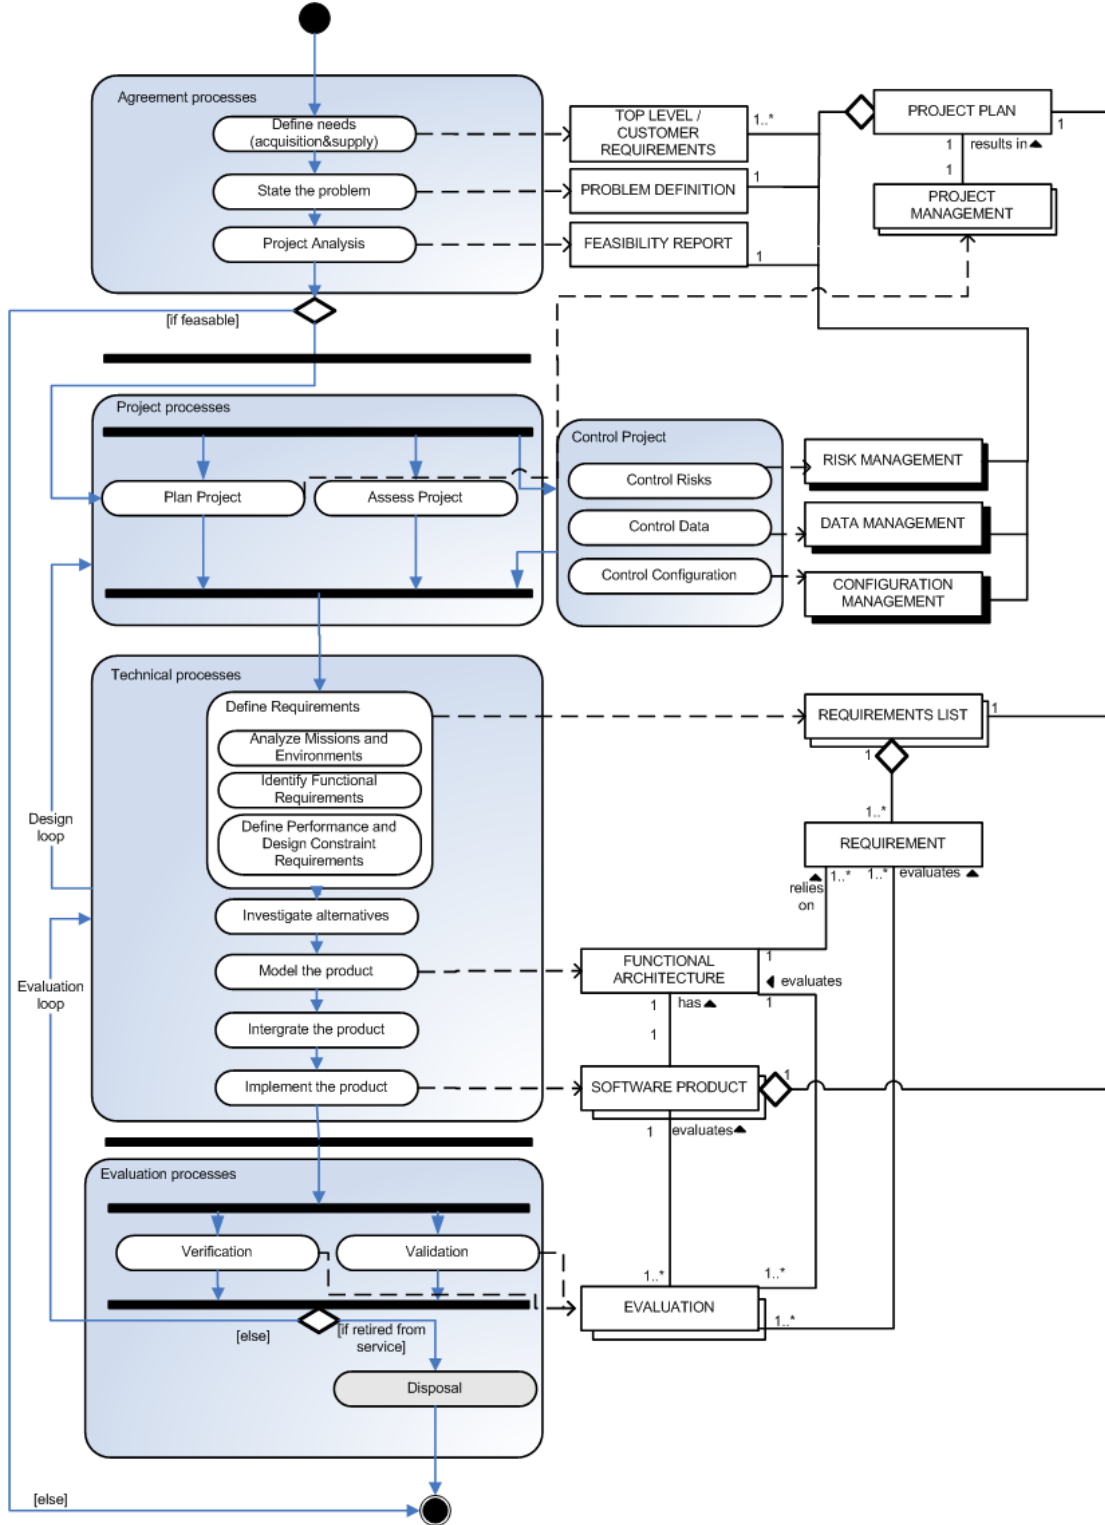 Agreement processes
Define needs
(acquisition&supply)
State the problem
Project Analysis
TOP LEVEL /
CUSTOMER
REQUIREMENTS
1..*
PROBLEM DEFINITION
1
FEASIBILITY REPORT
1
PROJECT PLAN
1
1
results in
1
PROJECT
MANAGEMENT
[if feasable]
Project processes
Plan Project
Assess Project
Control Project
Control Risks
Control Data
Control Configuration
RISK MANAGEMENT
DATA MANAGEMENT
CONFIGURATION
MANAGEMENT
Technical processes
Define Requirements
Analyze Missions and
Environments
Identify Functional
Requirements
Define Performance and
Design Constraint
Requirements
Investigate alternatives
Model the product
Intergrate the product
Implement the product
Design
loop
Evaluation
loop
REQUIREMENTS LIST
1
1
1..*
REQUIREMENT
relies
on
1..*
1..*
evaluates
FUNCTIONAL
ARCHITECTURE
1
evaluates
1
1
has
1
SOFTWARE PRODUCT
1
1
evaluates
Evaluation processes
Verification
Validation
1..*
1..*
EVALUATION
1..*
[else]
[if retired from
service]
Disposal
[else]